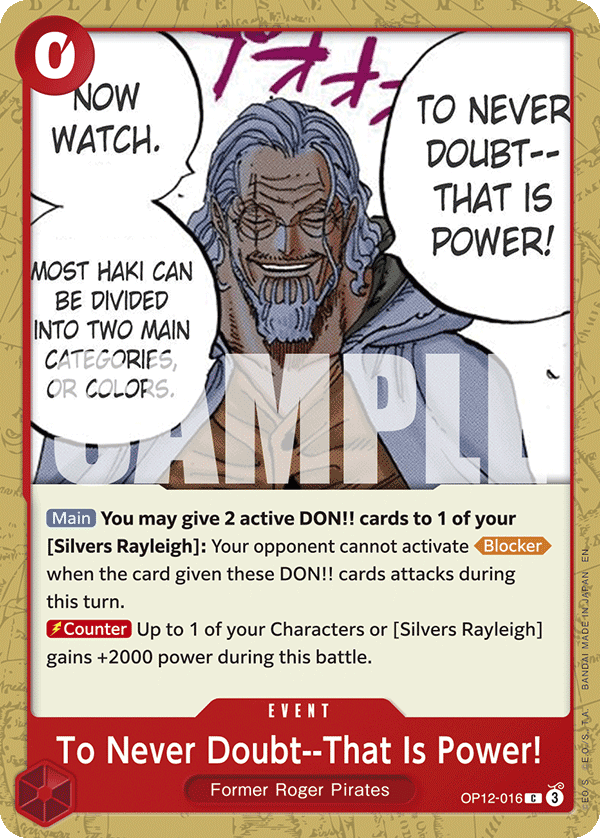 0
ブオオォ
NOW
WATCH.
TO NEVER
DOUBT--
THAT IS
POWER!
MOST HAKI CAN
BE DIVIDED
INTO TWO MAIN
CATEGORIES,
OR COLORS.
SAMPLE
Main You may give 2 active DON!! cards to 1 of your
[Silvers Rayleigh]: Your opponent cannot activate Blocker
when the card given these DON!! cards attacks during
this turn.
Counter Up to 1 of your Characters or [Silvers Rayleigh]
gains +2000 power during this battle.
EVENT
To Never Doubt--That Is Power!
Former Roger Pirates
OP12-016 C 3
BANDAI MADE IN JAPAN EN